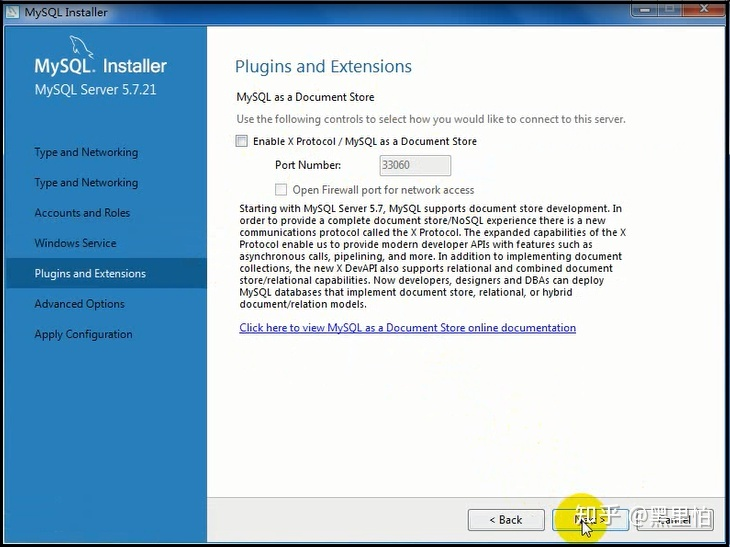 MySQL Installer
MySQL. Installer
MySQL Server 5.7.21
Type and Networking
Type and Networking
Accounts and Roles
Windows Service
Plugins and Extensions
Advanced Options
Apply Configuration
Plugins and Extensions
MySQL as a Document Store
Use the following controls to select how you would like to connect to this server.
Enable X Protocol / MySQL as a Document Store
Port Number: 33060
Open Firewall port for network access
Starting with MySQL Server 5.7, MySQL supports document store development. In
order to provide a complete document store/NoSQL experience there is a new
communications protocol called the X Protocol. The expanded capabilities of the X
Protocol enable us to provide modern developer APIs with features such as
asynchronous calls, pipelining, and more. In addition to implementing document
collections, the new X DevAPI also supports relational and combined document
store/relational capabilities. Now developers, designers and DBAs can deploy
MySQL databases that implement document store, relational, or hybrid
document/relation models.
Click here to view MySQL as a Document Store online documentation
< Back Next > Cancel
知乎 @黑里怕